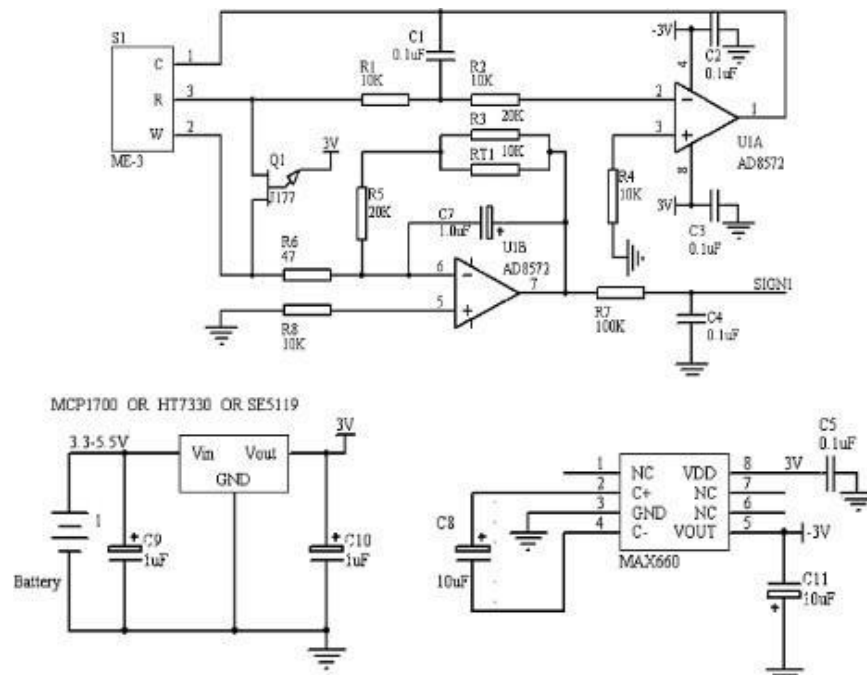 S1
C 1
R 3
W 2
ME-3
C1
0.1uF
R1
10K
R2
10K
20K
R3
10K
RT1
Q1
J177
3V
R5
20K
C7
1.0uF
R6
47
R8
10K
6
5
7
U1B
AD8572
R7
100K
SIGN1
C4
0.1uF
-3V
C2
0.1uF
4
2
3
1
U1A
AD8572
8
R4
10K
3V
C3
0.1uF
MCP1700 OR HT7330 OR SE5119
3.3-5.5V
Vin Vout
GND
3V
1
Battery
C9
1uF
C10
1uF
1 NC VDD 8 3V
2 C+ NC 7
3 GND NC 6
4 C- VOUT 5 -3V
MAX660
C5
0.1uF
C8
10uF
C11
10uF